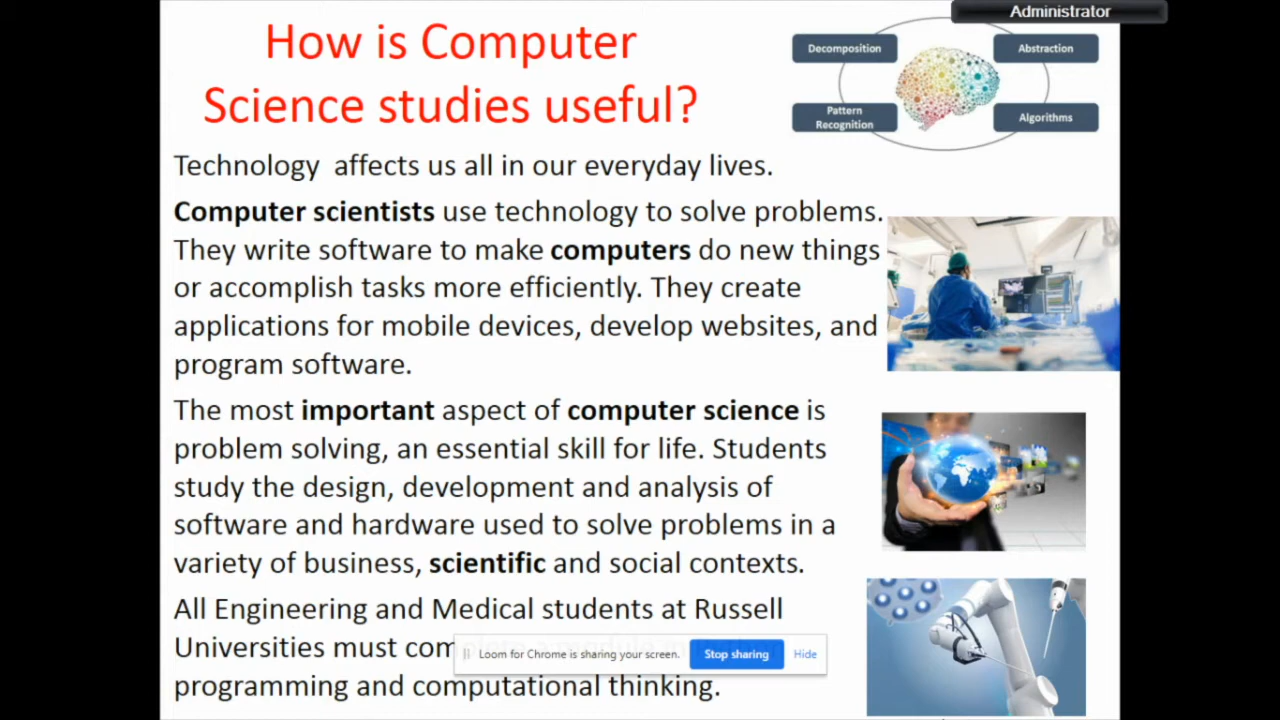 Administrator
How is Computer
Science studies useful?
Decomposition
Abstraction
Pattern
Recognition
Algorithms
Technology affects us all in our everyday lives.
Computer scientists use technology to solve problems.
They write software to make computers do new things
or accomplish tasks more efficiently. They create
applications for mobile devices, develop websites, and
program software.
The most important aspect of computer science is
problem solving, an essential skill for life. Students
study the design, development and analysis of
software and hardware used to solve problems in a
variety of business, scientific and social contexts.
All Engineering and Medical students at Russell
Universities must com
Loom for Chrome is sharing your screen.
Stop sharing
Hide
programming and computational thinking.